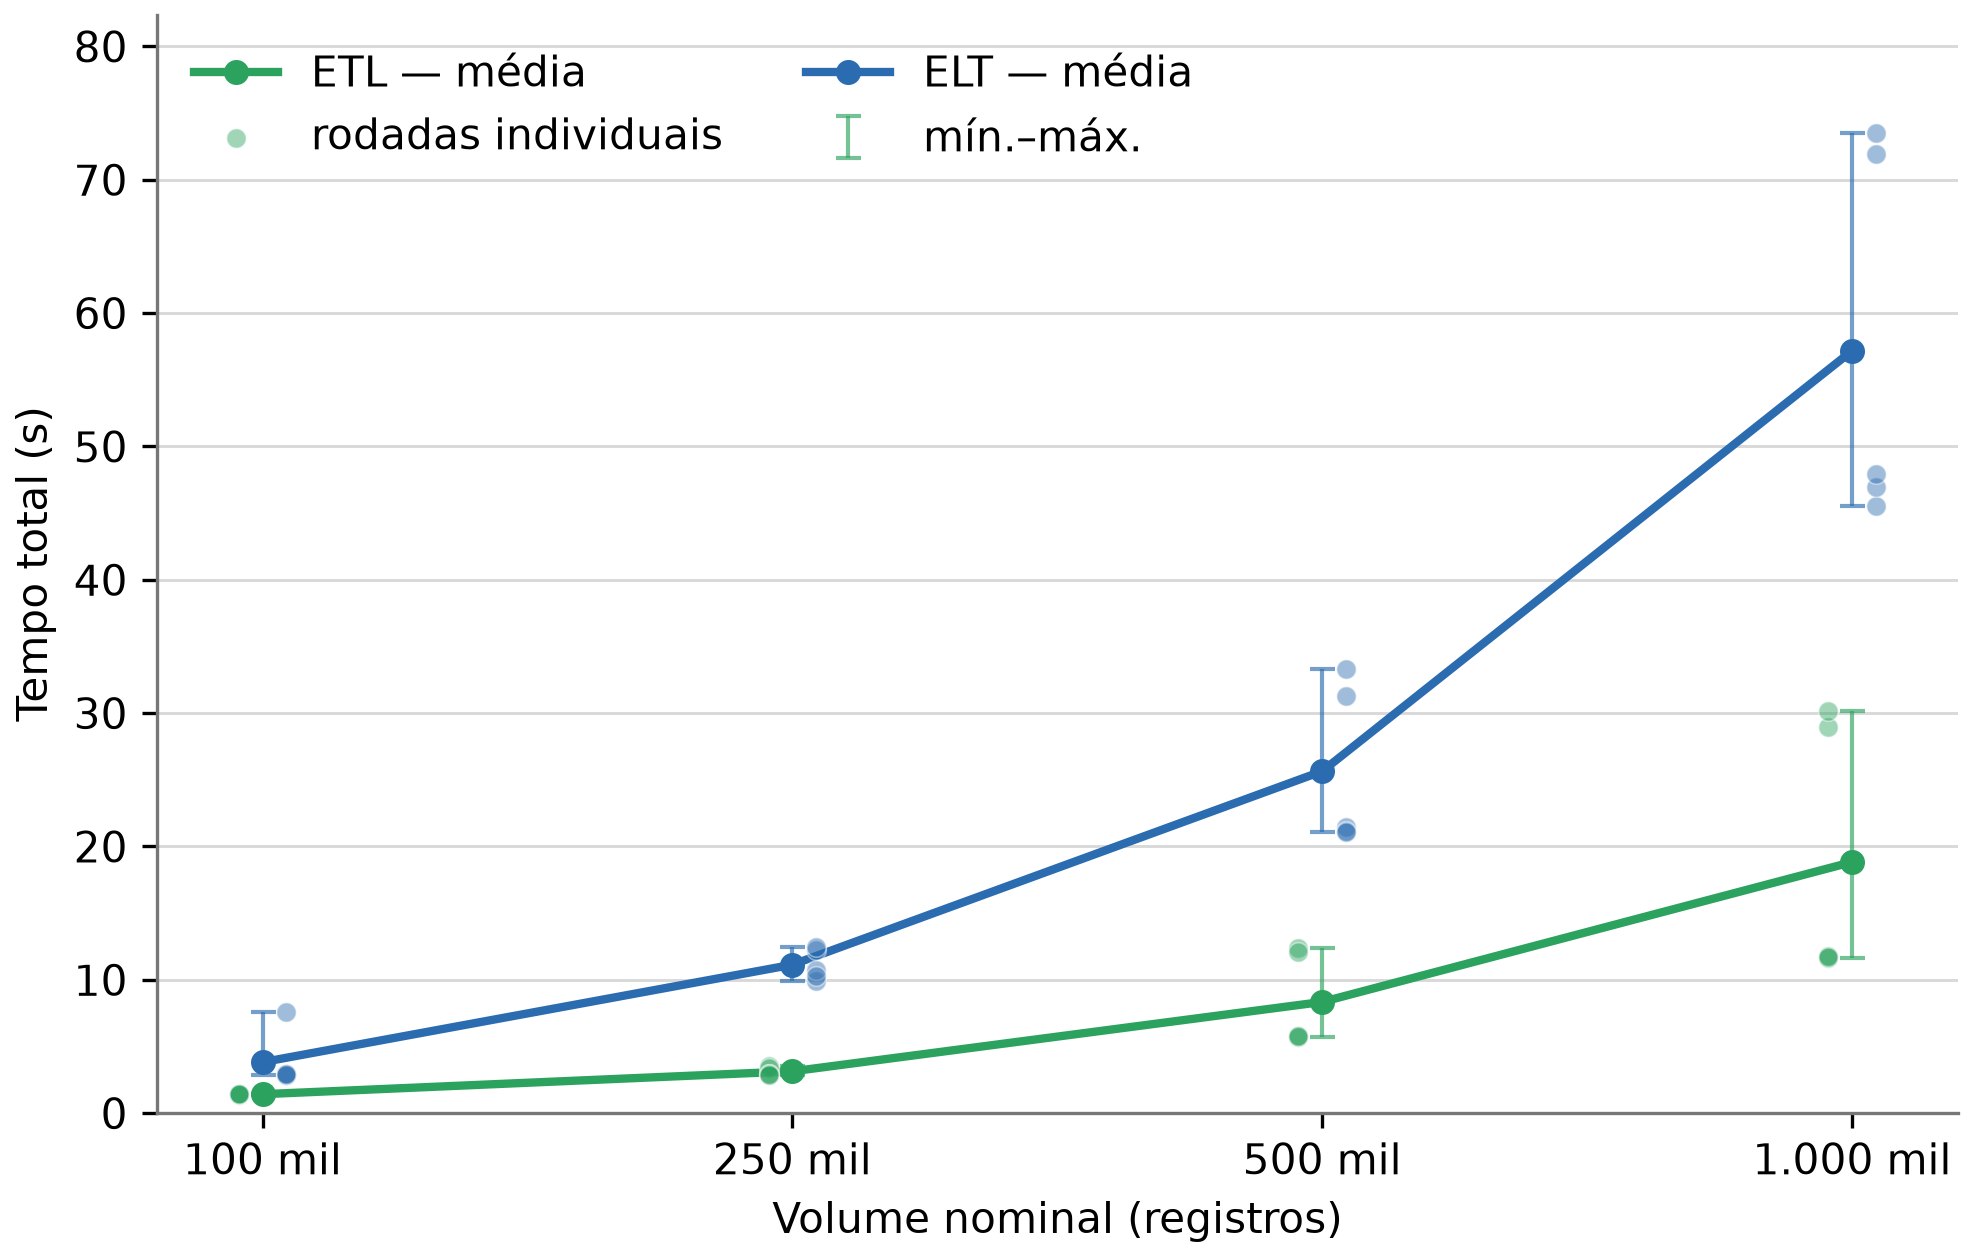 ETL — média
ELT — média
rodadas individuais
mín.–máx.
80
70
60
50
40
30
20
10
0
Tempo total (s)
100 mil
250 mil
500 mil
1.000 mil
Volume nominal (registros)